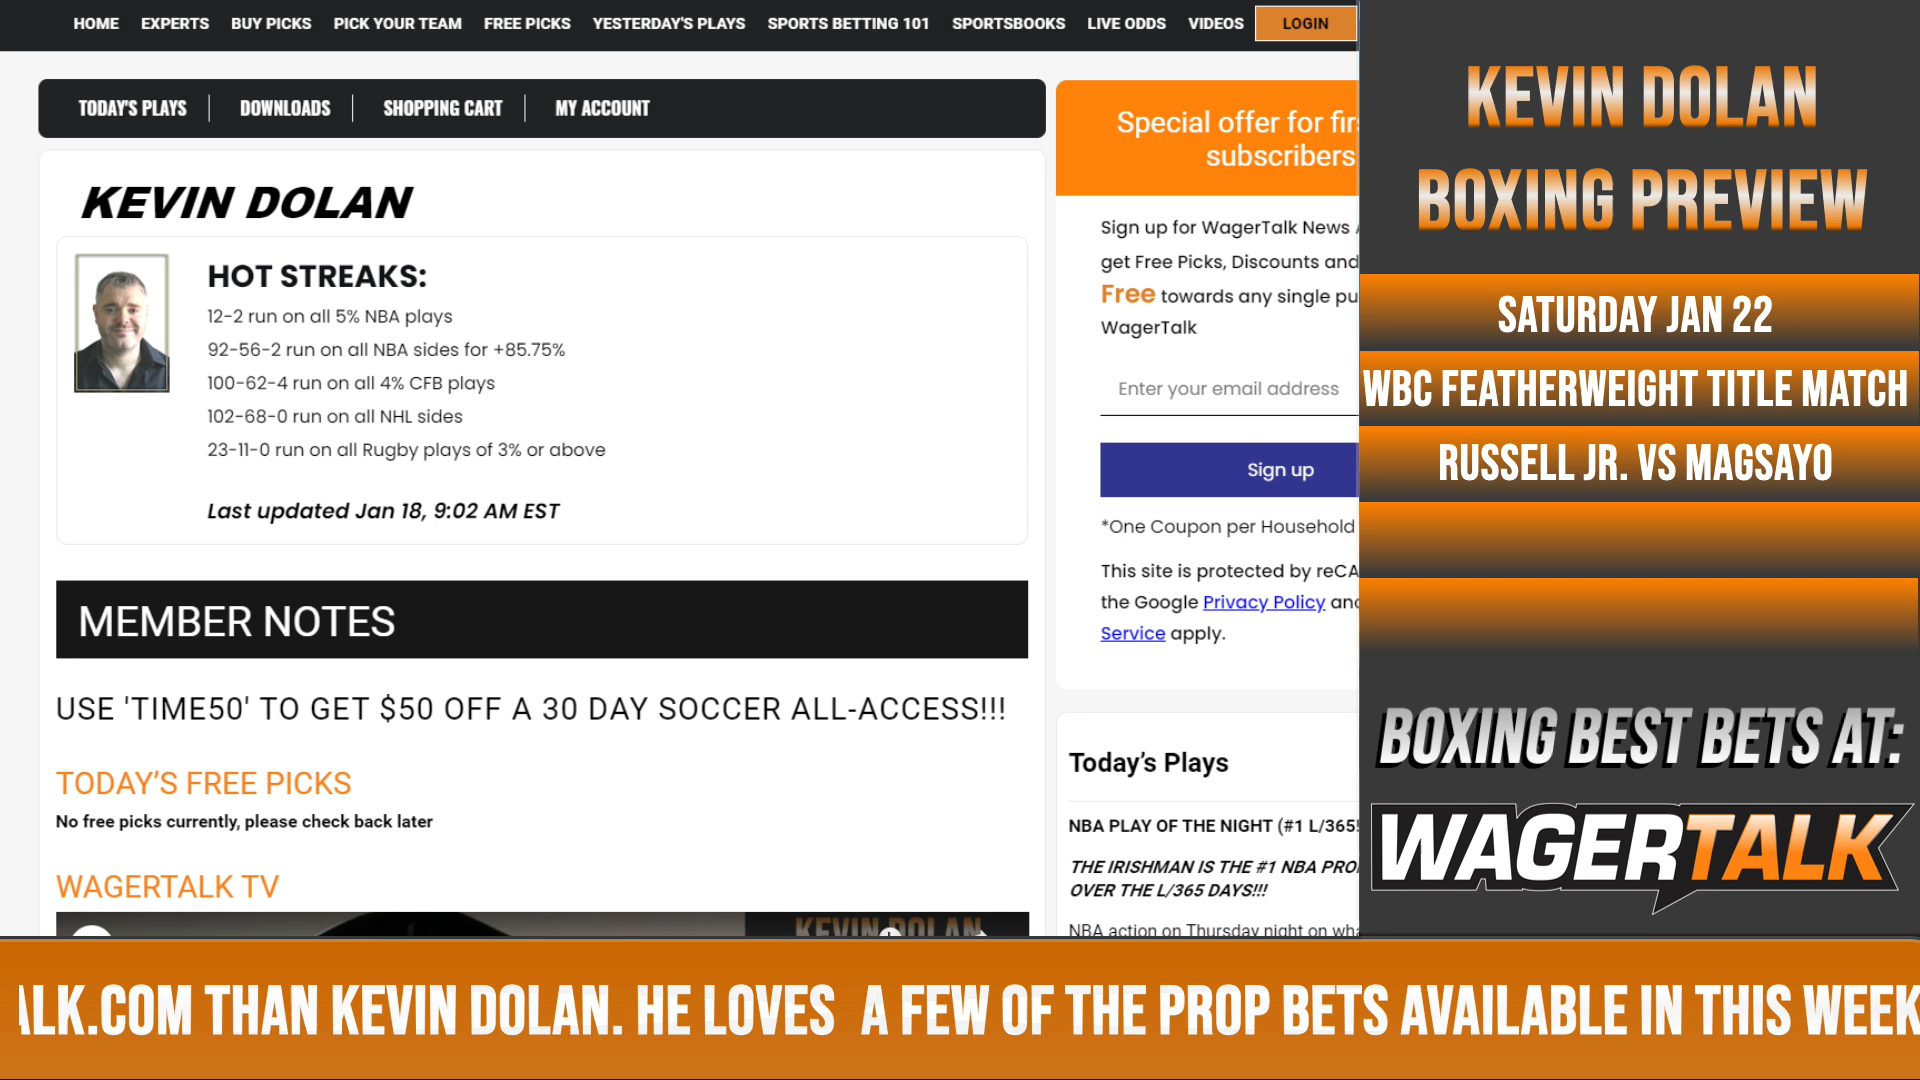 HOME EXPERTS BUY PICKS PICK YOUR TEAM FREE PICKS YESTERDAY'S PLAYS SPORTS BETTING 101 SPORTSBOOKS LIVE ODDS VIDEOS LOGIN
TODAY'S PLAYS DOWNLOADS SHOPPING CART MY ACCOUNT
KEVIN DOLAN
HOT STREAKS:
12-2 run on all 5% NBA plays
92-56-2 run on all NBA sides for +85.75%
100-62-4 run on all 4% CFB plays
102-68-0 run on all NHL sides
23-11-0 run on all Rugby plays of 3% or above
Last updated Jan 18, 9:02 AM EST
MEMBER NOTES
USE 'TIME50' TO GET $50 OFF A 30 DAY SOCCER ALL-ACCESS!!!
TODAY'S FREE PICKS
No free picks currently, please check back later
WAGERTALK TV
KEVIN DOLAN
Special offer for
subscribers
Sign up for WagerTalk News
get Free Picks, Discounts and
Free towards any single
WagerTalk
Enter your email address
Sign up
*One Coupon per Household
This site is protected by
the Google Privacy Policy
Service apply.
Today's Plays
NBA PLAY OF THE NIGHT (#1 L/365!
THE IRISHMAN IS THE #1 NBA
OVER THE L/365 DAYS!!!
NBA action on Thursday night on
KEVIN DOLAN
BOXING PREVIEW
SATURDAY JAN 22
WBC FEATHERWEIGHT TITLE MATCH
RUSSELL JR. VS MAGSAYO
BOXING BEST BETS AT:
WAGERTALK
LK.COM THAN KEVIN DOLAN. HE LOVES A FEW OF THE PROP BETS AVAILABLE IN THIS WEEK